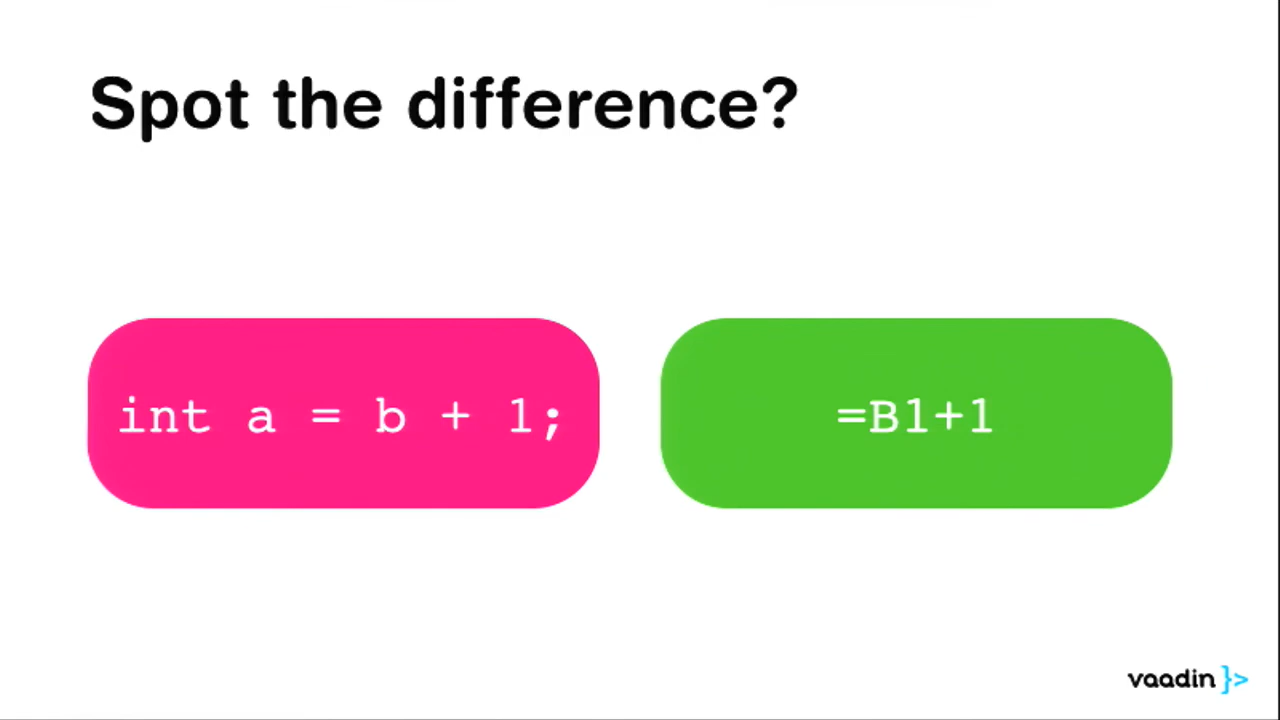 Spot the difference?
int a = b + 1;
=B1+1
vaadin }>